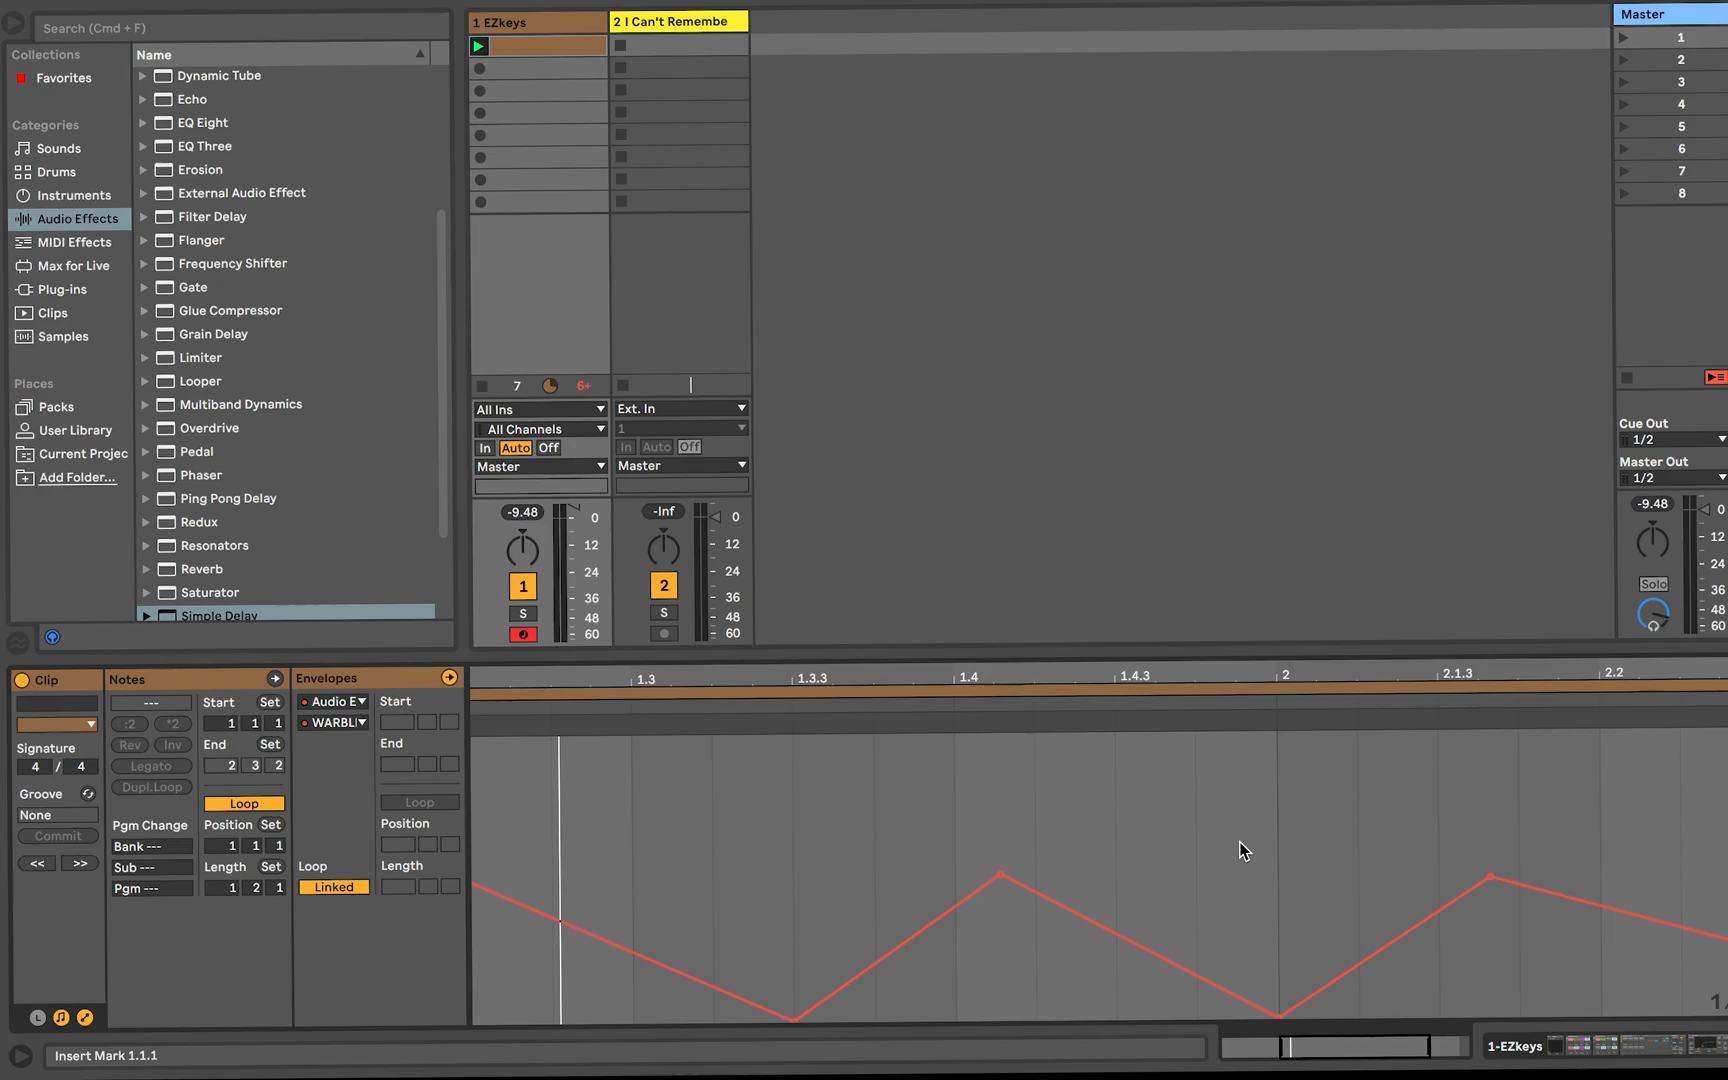 Search (Cmd + F)
Collections
Favorites
Categories
Sounds
Drums
Instruments
Audio Effects
MIDI Effects
Max for Live
Plug-ins
Clips
Samples
Places
Packs
User Library
Current Projec
Add Folder...
Name
Dynamic Tube
Echo
EQ Eight
EQ Three
Erosion
External Audio Effect
Filter Delay
Flanger
Frequency Shifter
Gate
Glue Compressor
Grain Delay
Limiter
Looper
Multiband Dynamics
Overdrive
Pedal
Phaser
Ping Pong Delay
Redux
Resonators
Reverb
Saturator
Simple Delay
1 EZkeys
7 6+
All Ins
All Channels
In Auto Off
Master
-9.48
0
12
24
36
48
60
1
S
2 I Can't Remembe
Ext. In
1
In Auto Off
Master
-Inf
0
12
24
36
48
60
2
S
Master
1
2
3
4
5
6
7
8
Cue Out
1/2
Master Out
1/2
-9.48
0
12
24
36
48
60
Solo
Clip
Signature
4 / 4
Groove
None
Commit
<< >>
L
Notes
---
:2 *2
Rev Inv
Legato
Dupl.Loop
Pgm Change
Bank ---
Sub ---
Pgm ---
Start Set
1 1 1
End Set
2 3 2
Loop
Position Set
1 1 1
Length Set
1 2 1
Envelopes
Audio E
WARBLI
Loop
Linked
Start
End
Loop
Position
Length
1.3 1.3.3 1.4 1.4.3 2 2.1.3 2.2
Insert Mark 1.1.1
1-EZkeys